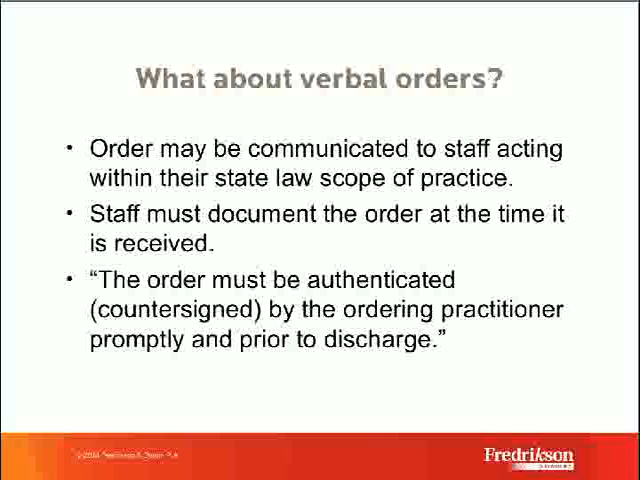 What about verbal orders?
• Order may be communicated to staff acting
within their state law scope of practice.
• Staff must document the order at the time it
is received.
• “The order must be authenticated
(countersigned) by the ordering practitioner
promptly and prior to discharge.”
Fredrikson